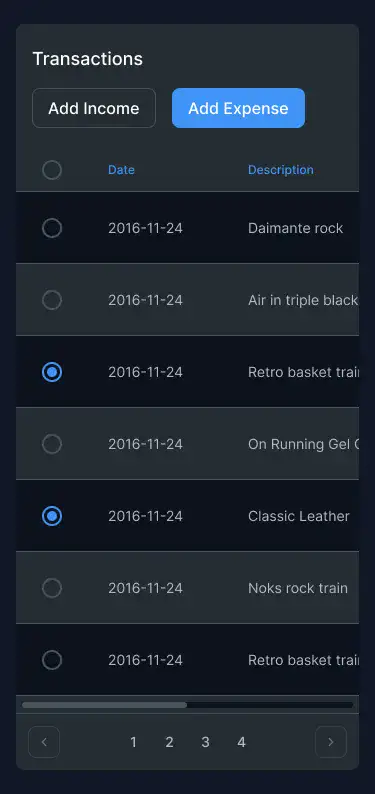 Transactions
Add Income Add Expense
Date Description
2016-11-24 Daimante rock
2016-11-24 Air in triple black
2016-11-24 Retro basket trai
2016-11-24 On Running Gel
2016-11-24 Classic Leather
2016-11-24 Noks rock train
2016-11-24 Retro basket trai
1 2 3 4